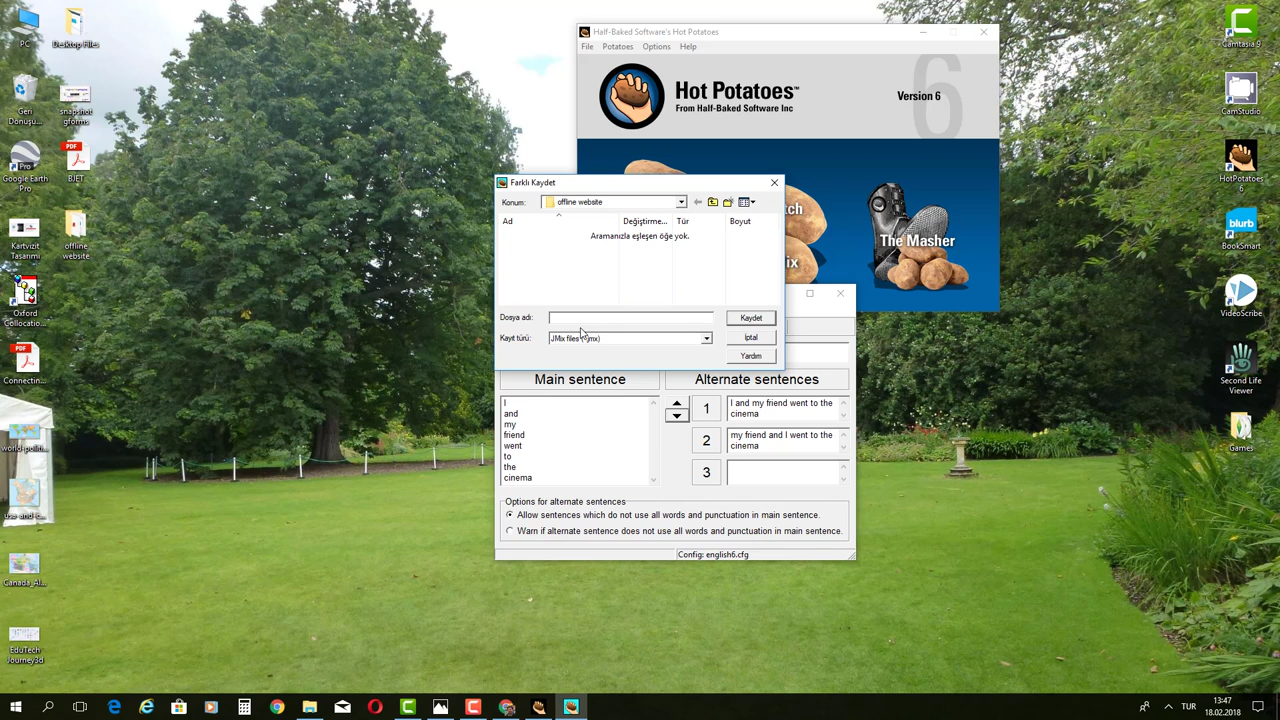 PC
Desktop Files
Geri Dönüşü...
snapshot gforms
Google Earth Pro
BJET
Kartvizit Tasarımı
offline website
Oxford Collocatio...
Connectin...
world-politi...
Canada_Al...
EduTech Journey3d
Half-Baked Software's Hot Potatoes
File Potatoes Options Help
Hot Potatoes™
From Half-Baked Software Inc
Version 6
6
The Masher
Farklı Kaydet
Konum: offline website
Ad Değiştirme... Tür Boyut
Aramanızla eşleşen öğe yok.
Dosya adı: Kaydet
Kayıt türü: İptal
Yardım
Main sentence Alternate sentences
I
and
my
friend
went
to
the
cinema
1 I and my friend went to the
cinema
2 my friend and I went to the
cinema
3
Options for alternate sentences
Allow sentences which do not use all words and punctuation in main sentence.
Warn if alternate sentence does not use all words and punctuation in main sentence.
Config: english6.cfg
Camtasia 9
CamStudio
HotPotatoes 6
blurb
BookSmart
VideoScribe
Second Life Viewer
Games
TUR
13:47
18.02.2018